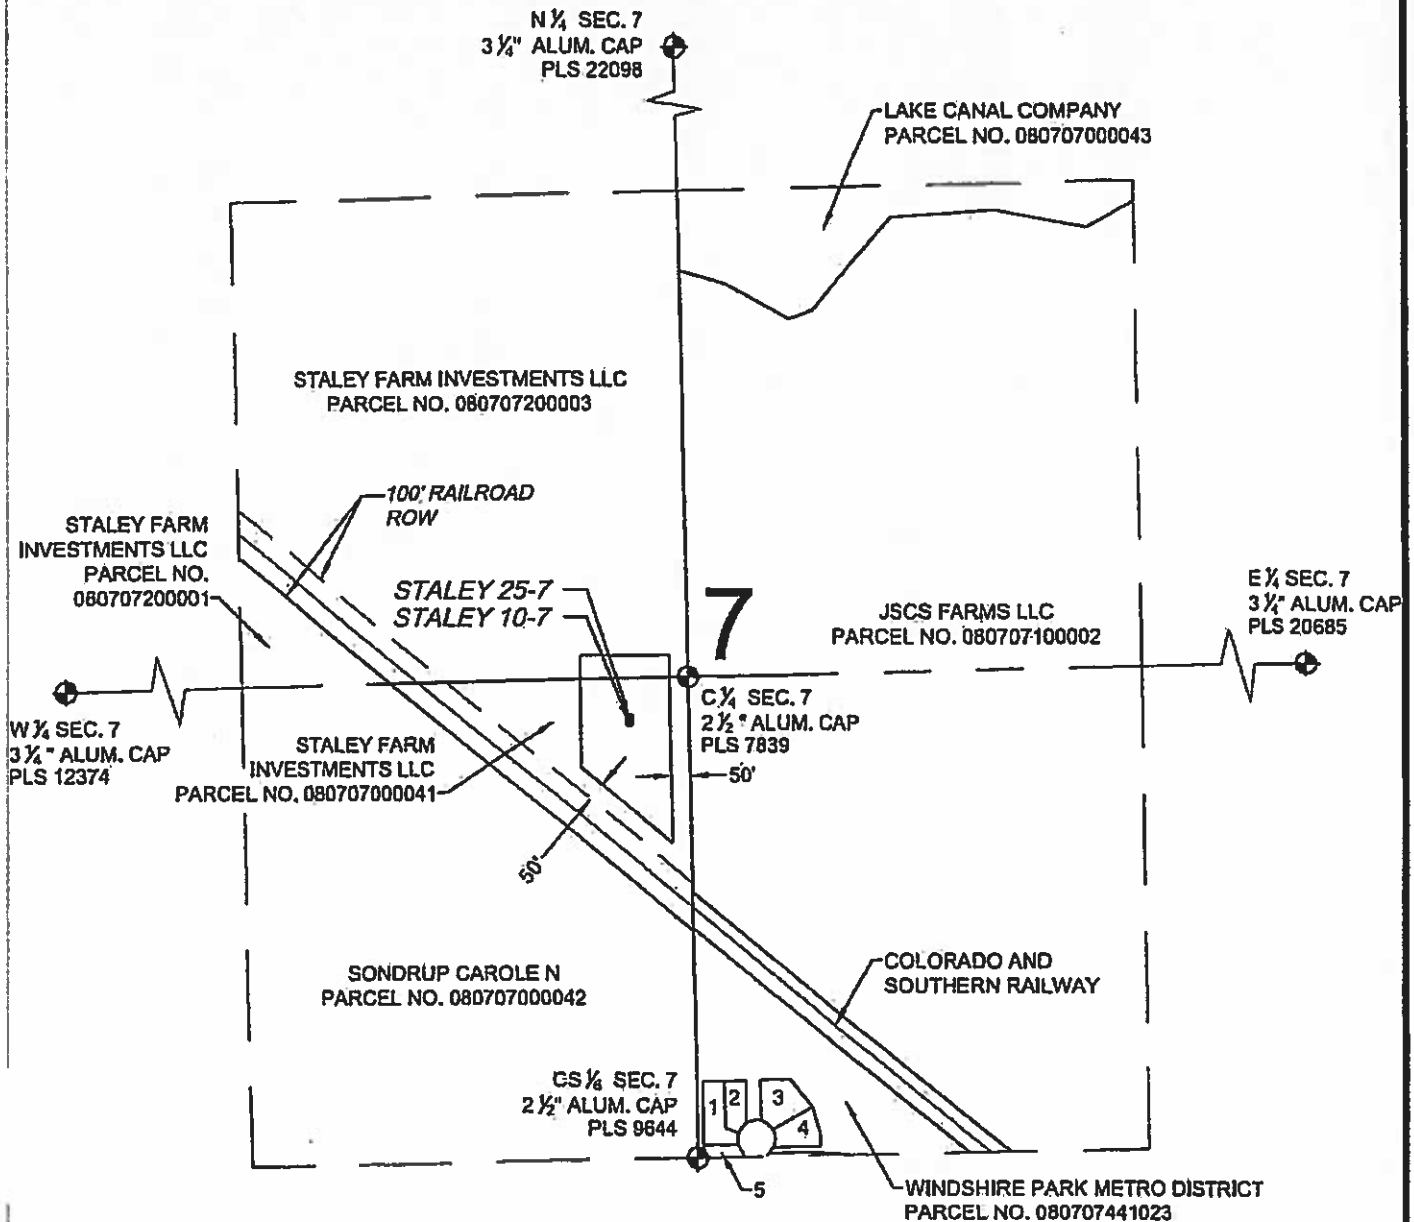 N ¼ SEC. 7
3 ¼" ALUM. CAP
PLS 22098
LAKE CANAL COMPANY
PARCEL NO. 080707000043
STALEY FARM INVESTMENTS LLC
PARCEL NO. 080707200003
100' RAILROAD
ROW
STALEY FARM
INVESTMENTS LLC
PARCEL NO.
080707200001
STALEY 25-7
STALEY 10-7
7
JSCS FARMS LLC
PARCEL NO. 080707100002
E ¼ SEC. 7
3 ¼" ALUM. CAP
PLS 20685
W ¼ SEC. 7
3 ¼" ALUM. CAP
PLS 12374
C ¼ SEC. 7
2 ½" ALUM. CAP
PLS 7839
STALEY FARM
INVESTMENTS LLC
PARCEL NO. 080707000041
50'
50'
SONDRUP CAROLE N
PARCEL NO. 080707000042
COLORADO AND
SOUTHERN RAILWAY
2 ½" ALUM. CAP
PLS 9644
1
2
3
4
5
WINDSHIRE PARK METRO DISTRICT
PARCEL NO. 080707441023